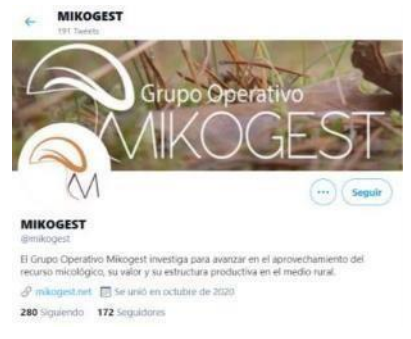 MIKOGEST
191 Tweets
Grupo Operativo
MIKOGEST
M
Seguir
MIKOGEST
@mikogest
El Grupo Operativo Mikogest investiga para avanzar en el aprovechamiento del
recurso micológico, su valor y su estructura productiva en el medio rural.
mikogest.net Se unió en octubre de 2020
280 Siguiendo 172 Seguidores